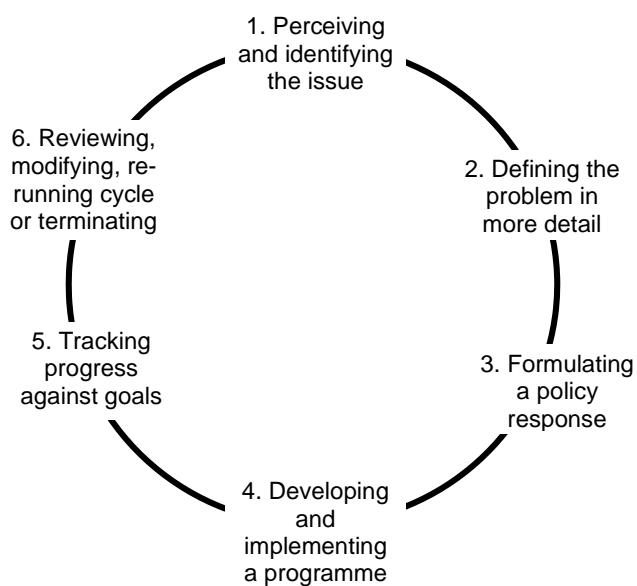 1. Perceiving
and identifying
the issue
2. Defining the
problem in
more detail
3. Formulating
a policy
response
4. Developing
and
implementing
a programme
5. Tracking
progress
against goals
6. Reviewing,
modifying, re-
running cycle
or terminating